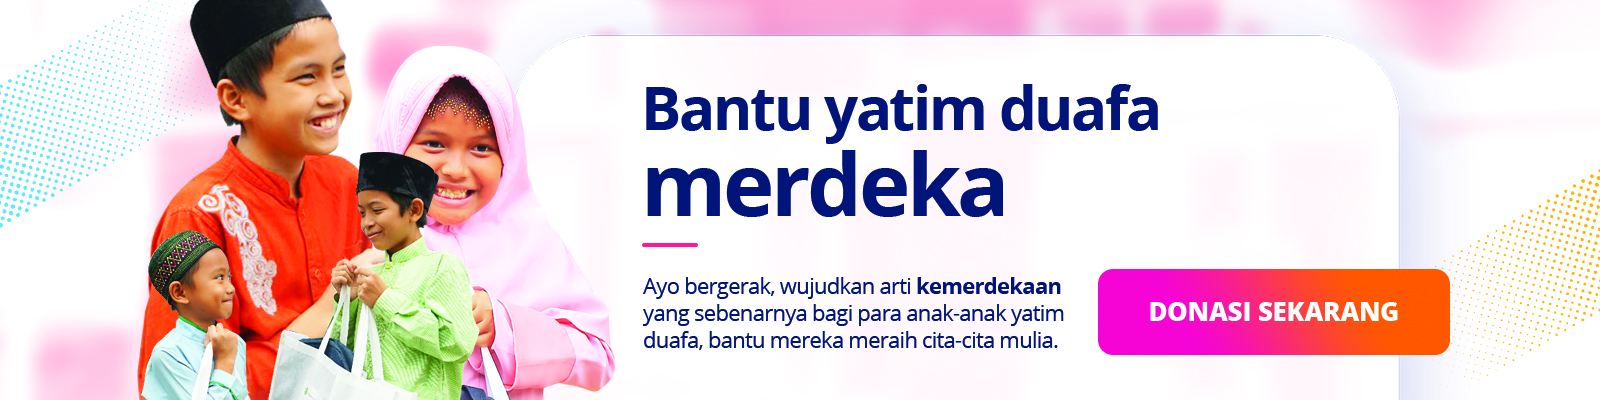 Bantu yatim duafa
merdeka
Ayo bergerak, wujudkan arti kemerdekaan
yang sebenarnya bagi para anak-anak yatim
duafa, bantu mereka meraih cita-cita mulia.
DONASI SEKARANG